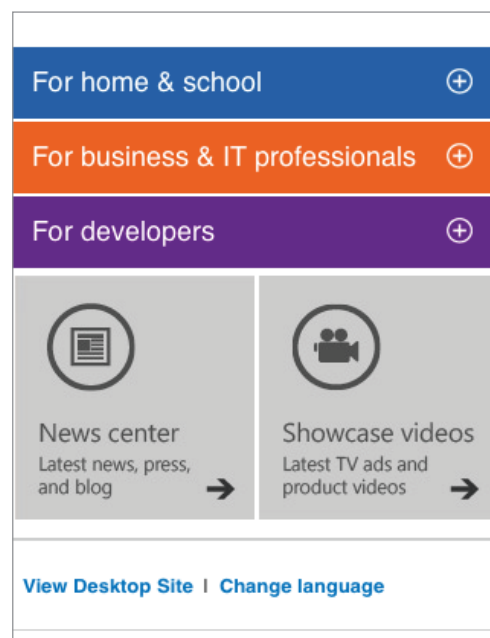 For home & school
For business & IT professionals
For developers
News center
Latest news, press,
and blog
Showcase videos
Latest TV ads and
product videos
View Desktop Site | Change language